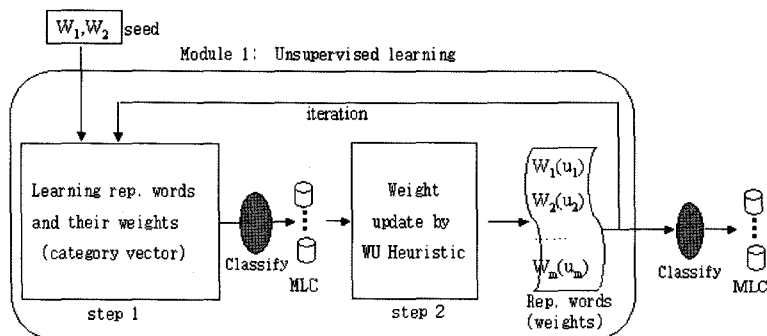 W1,W2 seed
Module 1: Unsupervised learning
iteration
Learning rep. words
and their weights
(category vector)
step 1
Classify
MLC
Weight
update by
WU Heuristic
step 2
W1(u1)
W2(u2)
......
Wm(um)
Rep. words
(weights)
Classify
MLC